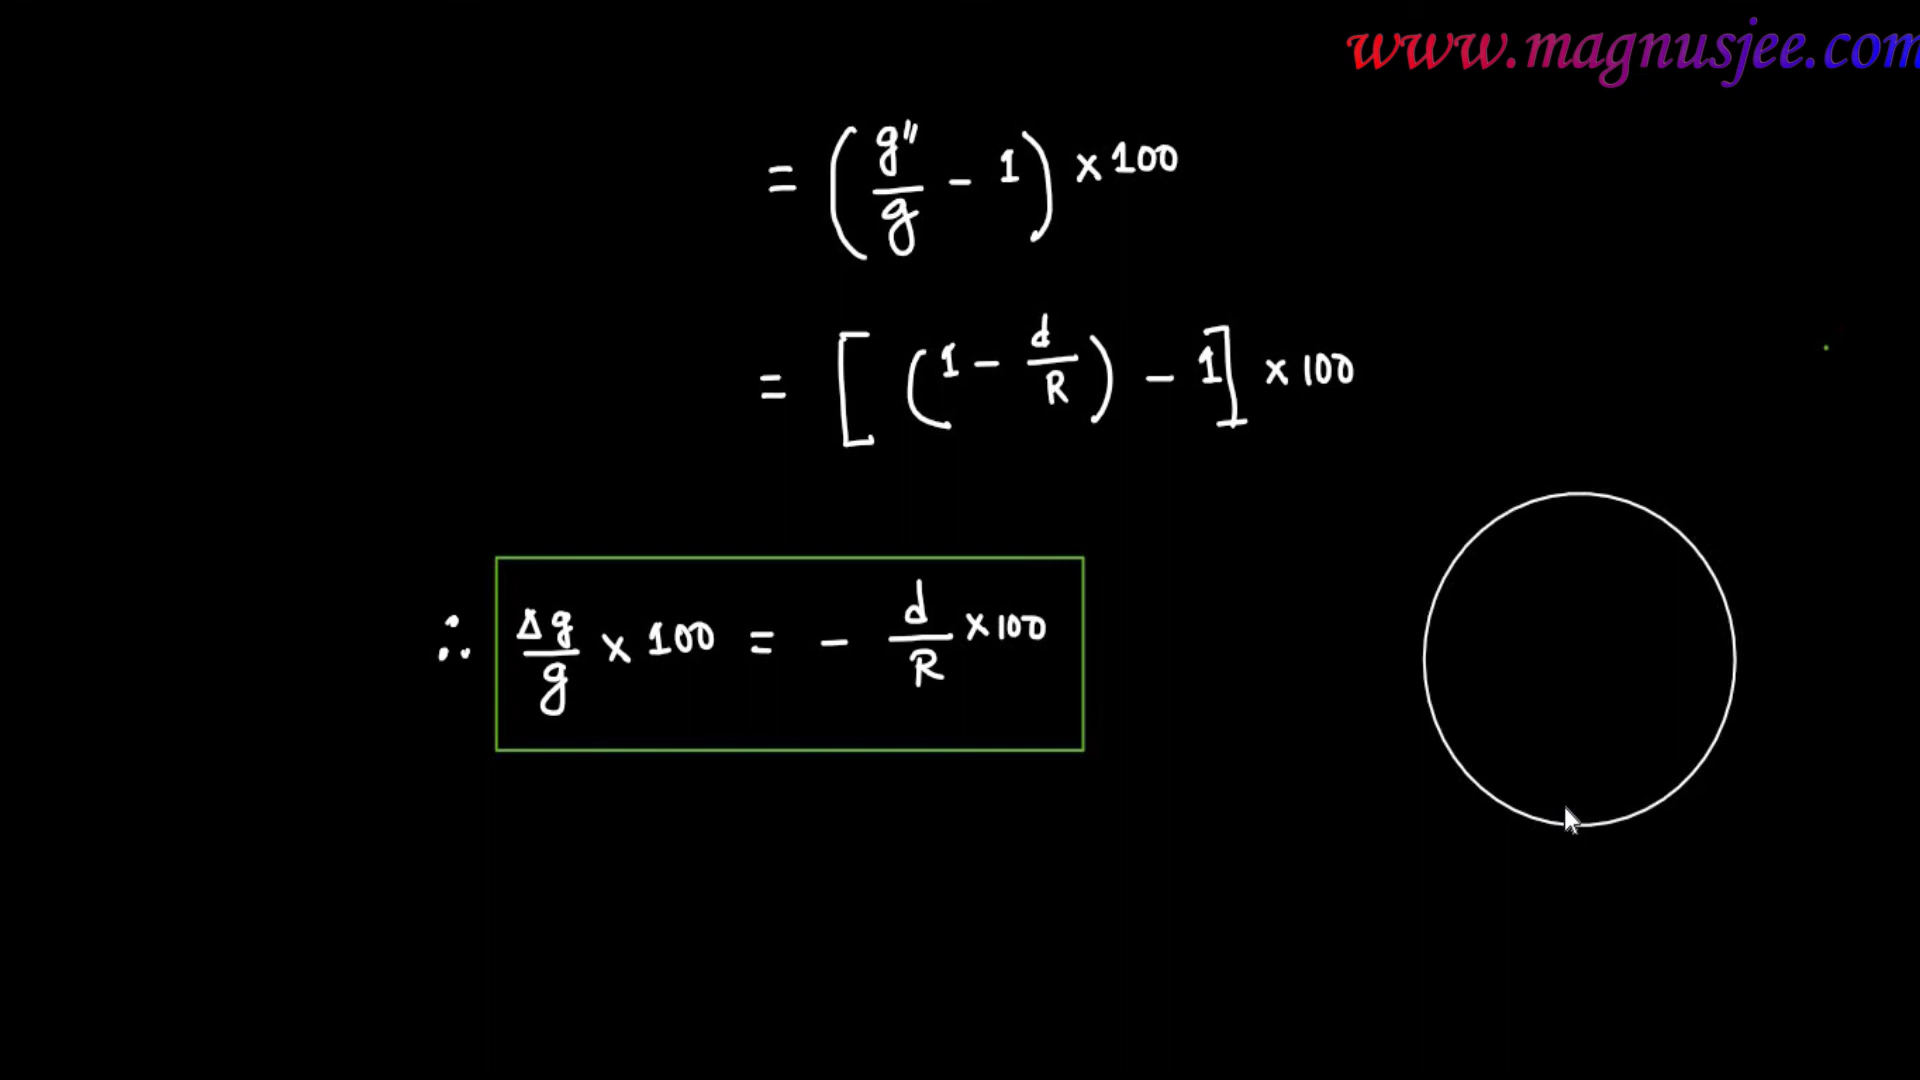 www.magnusjee.com
= (g"/g - 1) × 100
= [(1 - d/R) - 1] × 100
∴ Δg/g × 100 = - d/R × 100